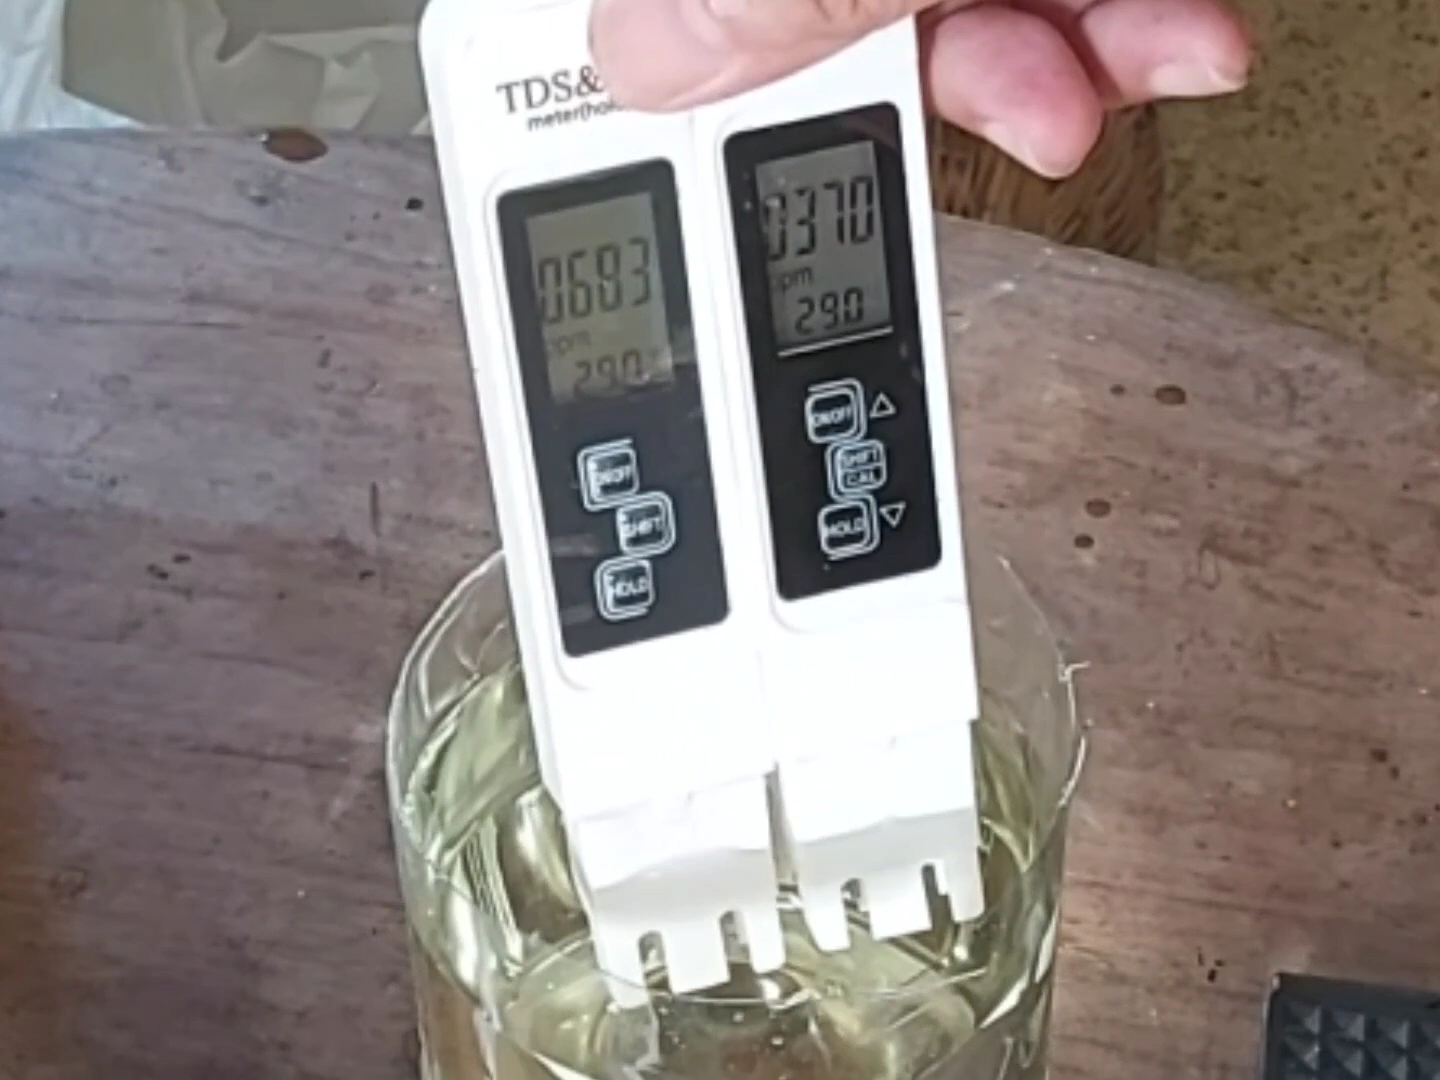 TDS&
meter(hol
0683
ppm
290
ON/OFF
SHIFT
HOLD
0370
ppm
290
ON/OFF
SHIFT
CAL
HOLD